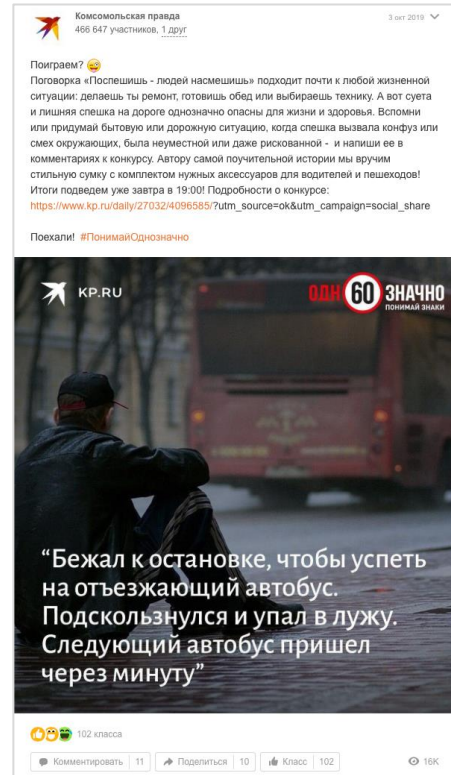 Комсомольская правда
466 647 участников, 1 друг
3 окт 2019
Поиграем?
Поговорка «Поспешишь - людей насмешишь» подходит почти к любой жизненной
ситуации: делаешь ты ремонт, готовишь обед или выбираешь технику. А вот суета
и лишняя спешка на дороге однозначно опасны для жизни и здоровья. Вспомни
или придумай бытовую или дорожную ситуацию, когда спешка вызвала конфуз или
смех окружающих, была неуместной или даже рискованной - и напиши ее в
комментариях к конкурсу. Автору самой поучительной истории мы вручим
стильную сумку с комплектом нужных аксессуаров для водителей и пешеходов!
Итоги подведем уже завтра в 19:00! Подробности о конкурсе:
https://www.kp.ru/daily/27032/4096585/?utm_source=ok&utm_campaign=social_share
Поехали! #ПонимайОднозначно
KP.RU
ОДН 60 ЗНАЧНО
ПОНИМАЙ ЗНАКИ
“Бежал к остановке, чтобы успеть
на отъезжающий автобус.
Подскользнулся и упал в лужу.
Следующий автобус пришел
через минуту”
102 класса
Комментировать 11 Поделиться 10 Класс 102 16K